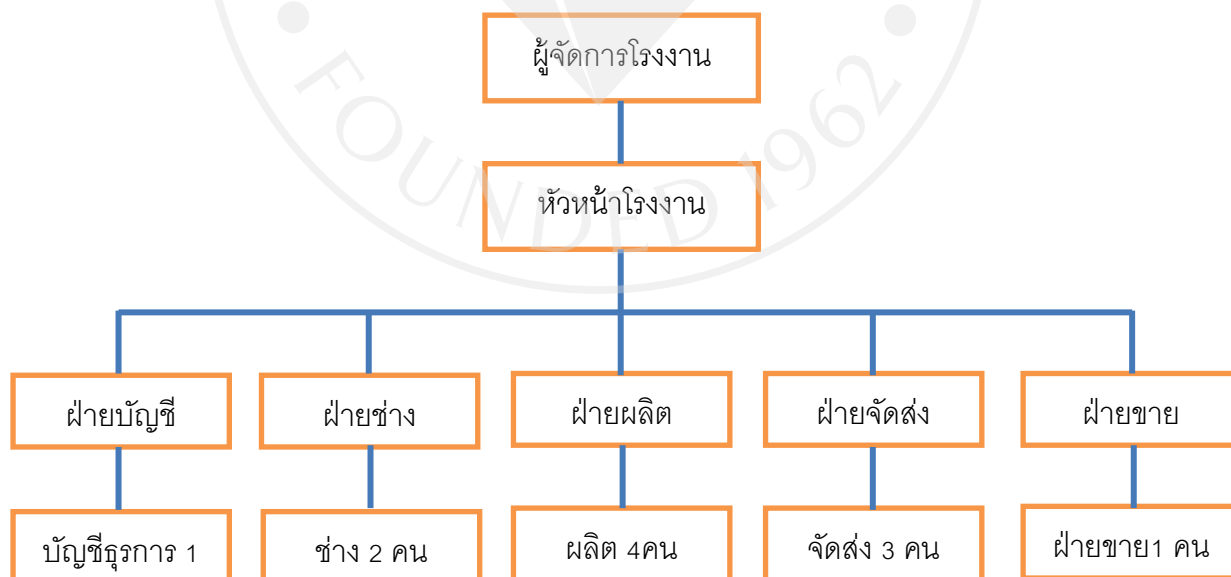 ผู้จัดการโรงงาน
หัวหน้าโรงงาน
ฝ่ายบัญชี
ฝ่ายช่าง
ฝ่ายผลิต
ฝ่ายจัดส่ง
ฝ่ายขาย
บัญชีธุรการ 1
ช่าง 2 คน
ผลิต 4คน
จัดส่ง 3 คน
ฝ่ายขาย1 คน
• FOUNDED 1962 •